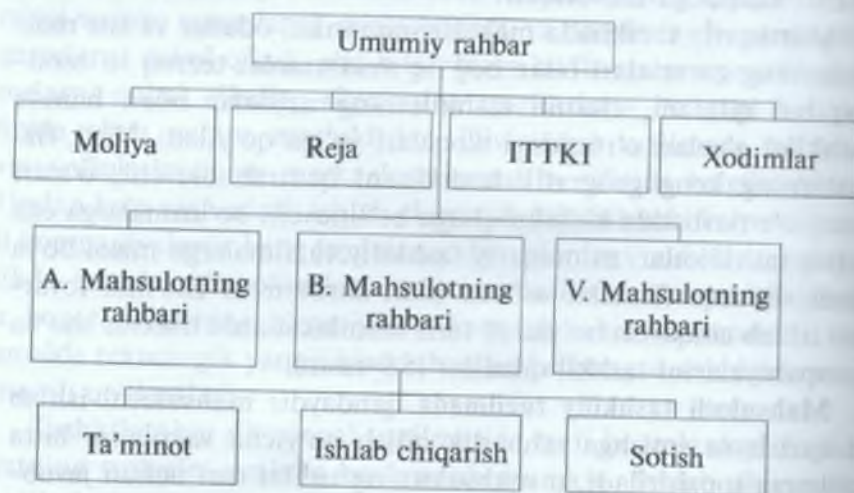 Umumiy rahbar
Moliya
Reja
ITTKI
Xodimlar
A. Mahsulotning
rahbari
B. Mahsulotning
rahbari
V. Mahsulotning
rahbari
Ta'minot
Ishlab chiqarish
Sotish